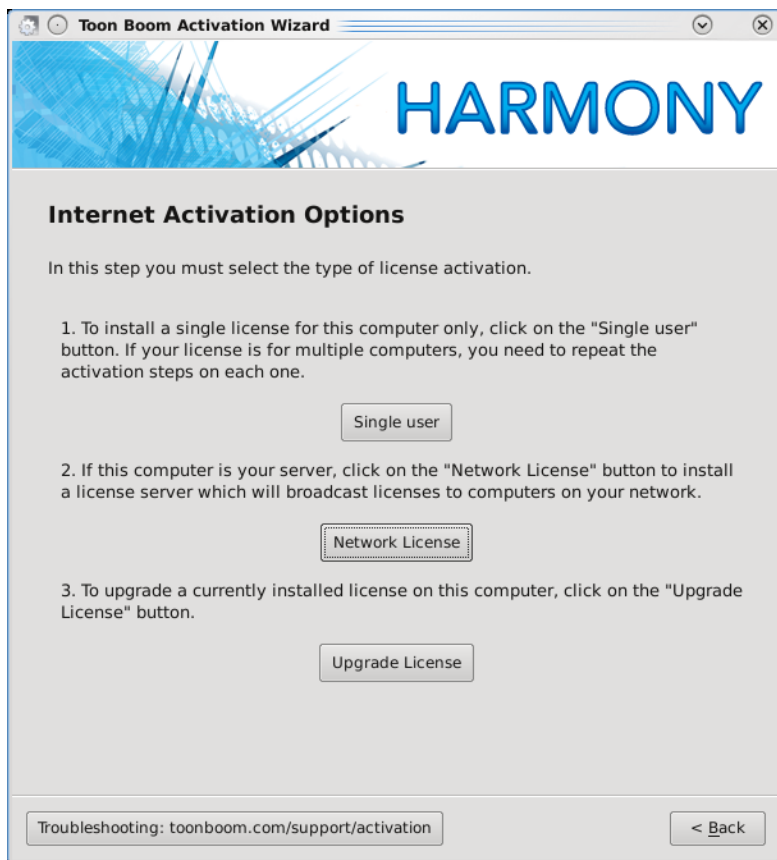 Toon Boom Activation Wizard
HARMONY
Internet Activation Options
In this step you must select the type of license activation.
1. To install a single license for this computer only, click on the "Single user"
button. If your license is for multiple computers, you need to repeat the
activation steps on each one.
Single user
2. If this computer is your server, click on the "Network License" button to install
a license server which will broadcast licenses to computers on your network.
Network License
3. To upgrade a currently installed license on this computer, click on the "Upgrade
License" button.
Upgrade License
Troubleshooting: toonboom.com/support/activation
< Back